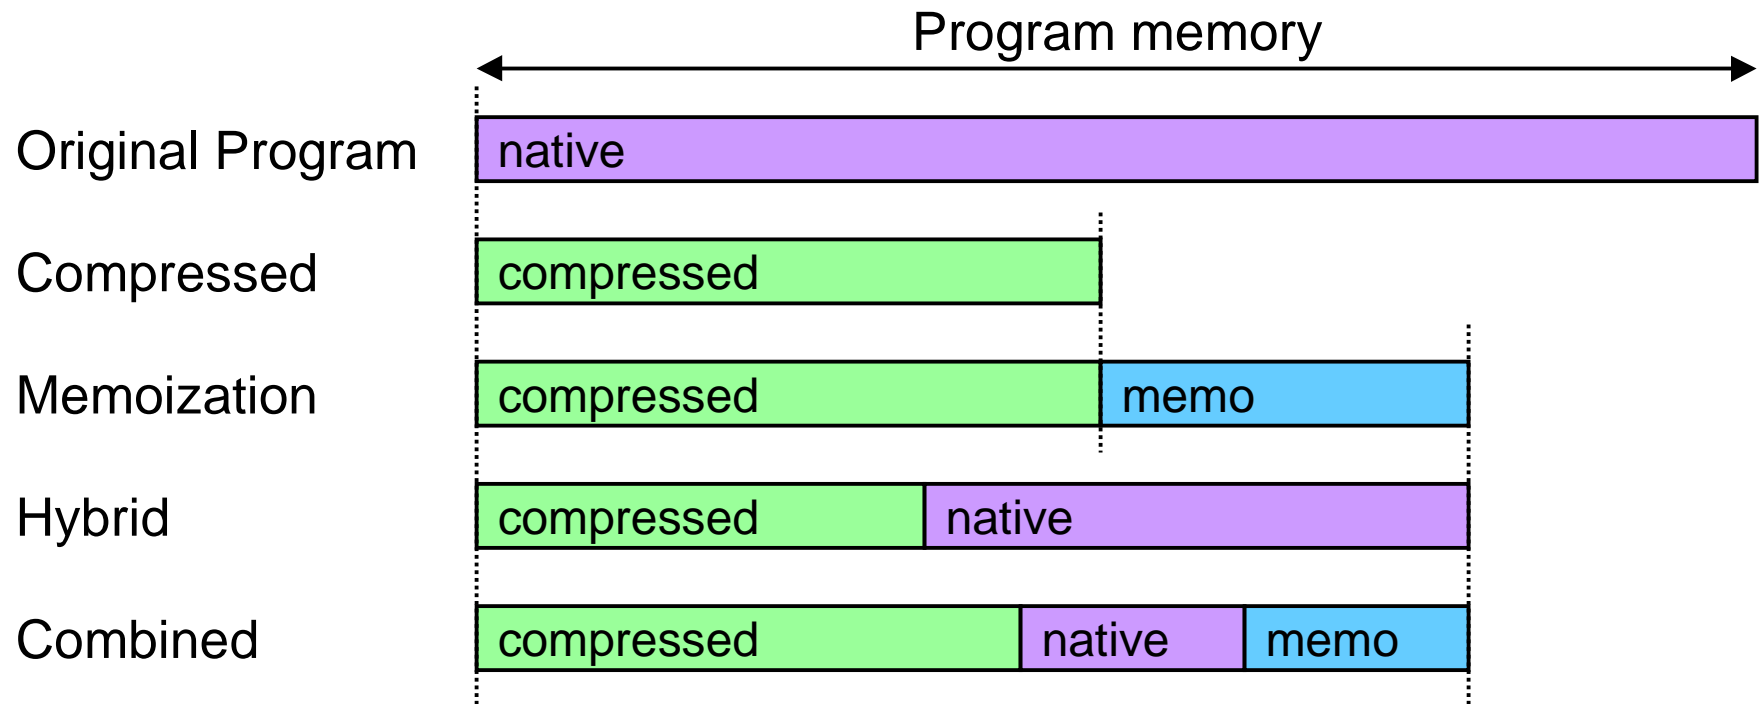 Program memory
Original Program native
Compressed compressed
Memoization compressed memo
Hybrid compressed native
Combined compressed native memo